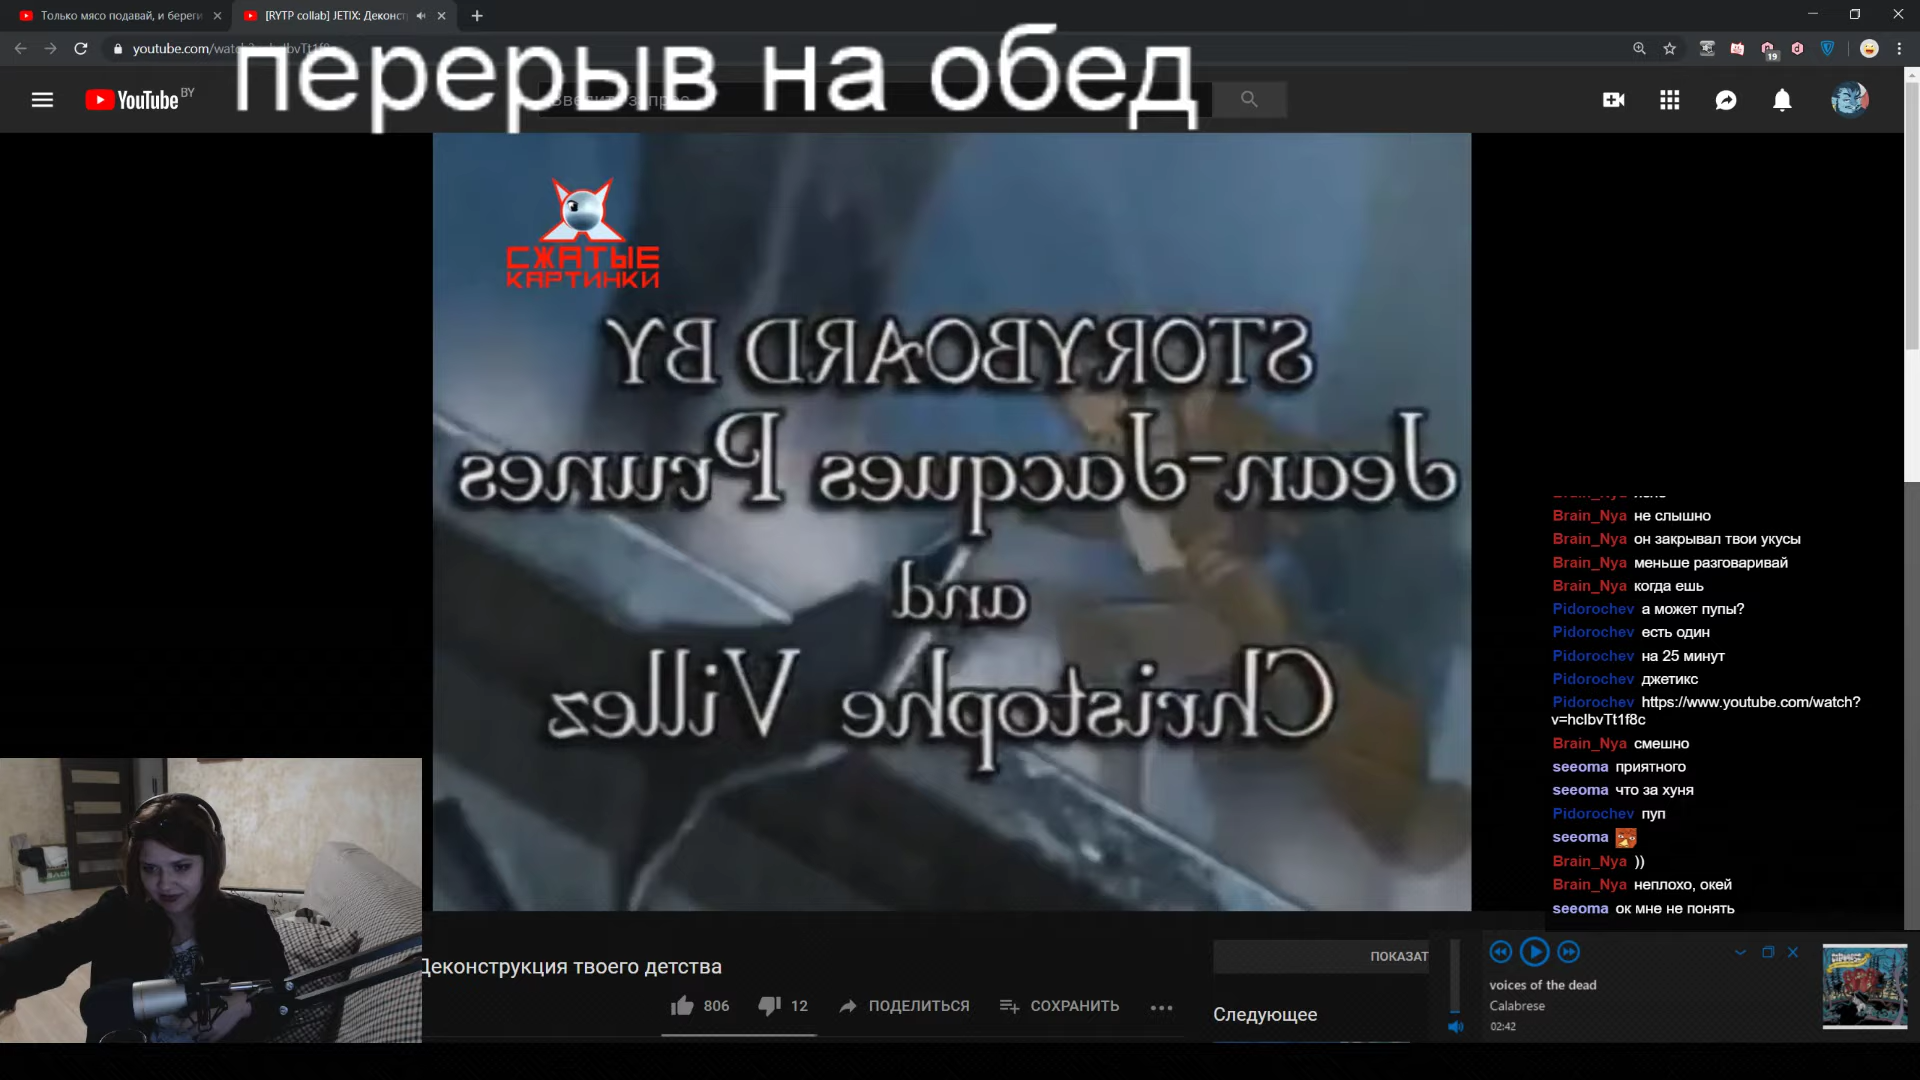 Только мясо подавай, и береги
[RYTP collab] JETIX: Деконст
youtube.com/
перерыв на обед
YouTube BY
19
СЖАТЫЕ
КАРТИНКИ
STORYBOARD BY
Jean-Jacques Prunes
and
Christophe Villez
Brain_Nya не слышно
Brain_Nya он закрывал твои укусы
Brain_Nya меньше разговаривай
Brain_Nya когда ешь
Pidorochev а может пупы?
Pidorochev есть один
Pidorochev на 25 минут
Pidorochev джетикс
Pidorochev https://www.youtube.com/watch?
v=hcIbvTt1f8c
Brain_Nya смешно
seeoma приятного
seeoma что за хуня
Pidorochev пуп
seeoma
Brain_Nya ))
Brain_Nya неплохо, окей
seeoma ок мне не понять
Деконструкция твоего детства
806 12 ПОДЕЛИТЬСЯ СОХРАНИТЬ
ПОКАЗАТ
Следующее
voices of the dead
Calabrese
02:42